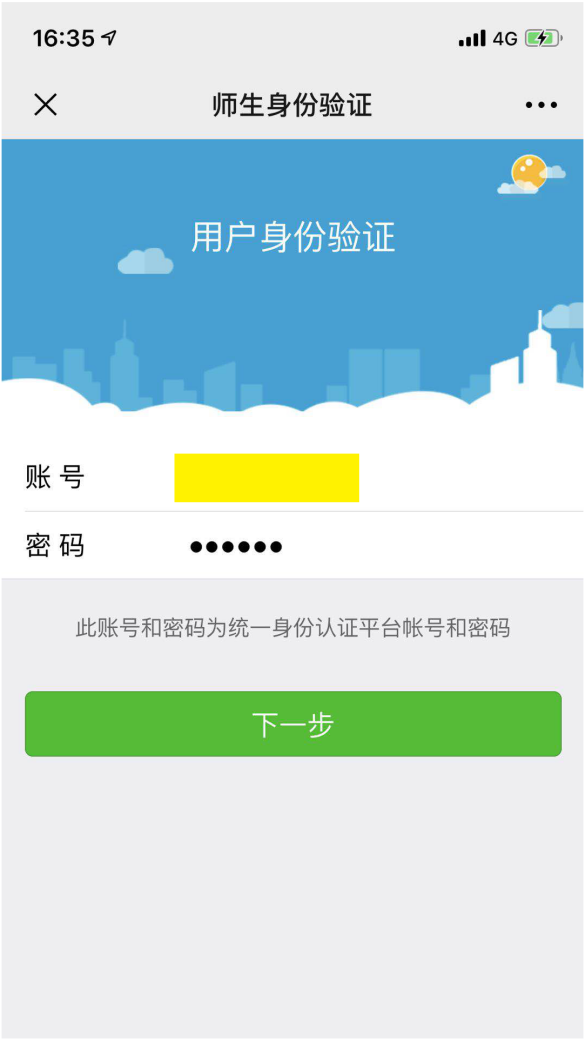 16:35
4G
师生身份验证
用户身份验证
账 号
密 码 ••••••
此账号和密码为统一身份认证平台帐号和密码
下一步